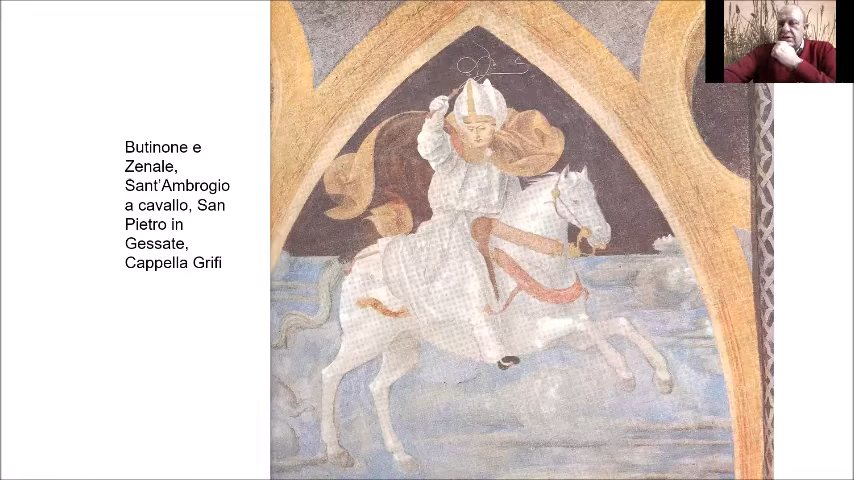 Butinone e
Zenale,
Sant'Ambrogio
a cavallo, San
Pietro in
Gessate,
Cappella Grifi